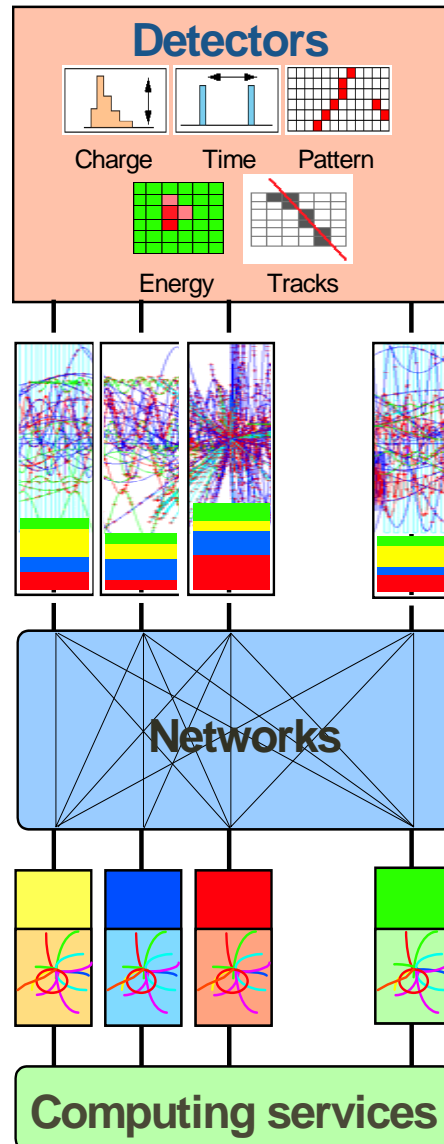 Detectors
Charge Time Pattern
Energy Tracks
Networks
Computing services